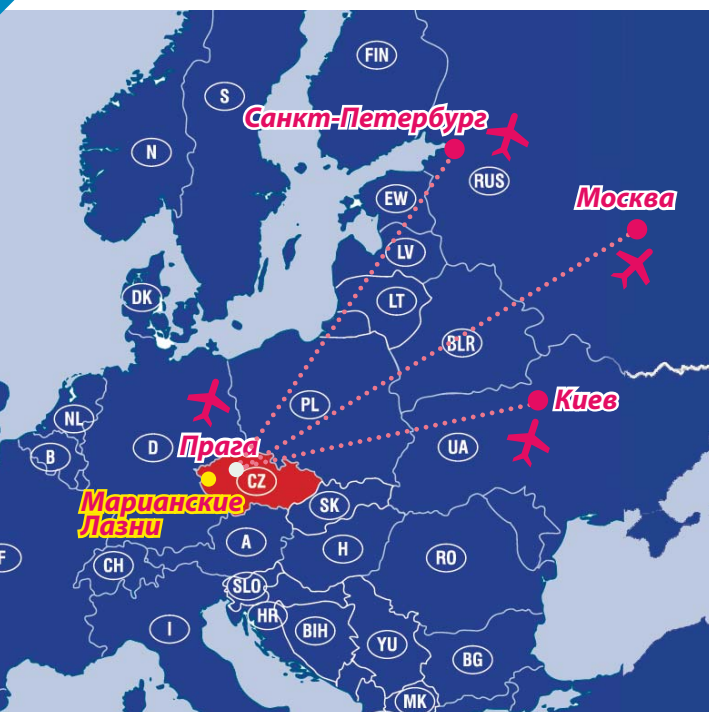 FIN
S
Санкт-Петербург
N
RUS
EW
Москва
LV
DK
LT
BLR
PL
Киев
NL
D
Прага
UA
B
CZ
Марианские
Лазни
SK
A
H
RO
F
CH
SLO
HR
I
BIH
YU
BG
MK